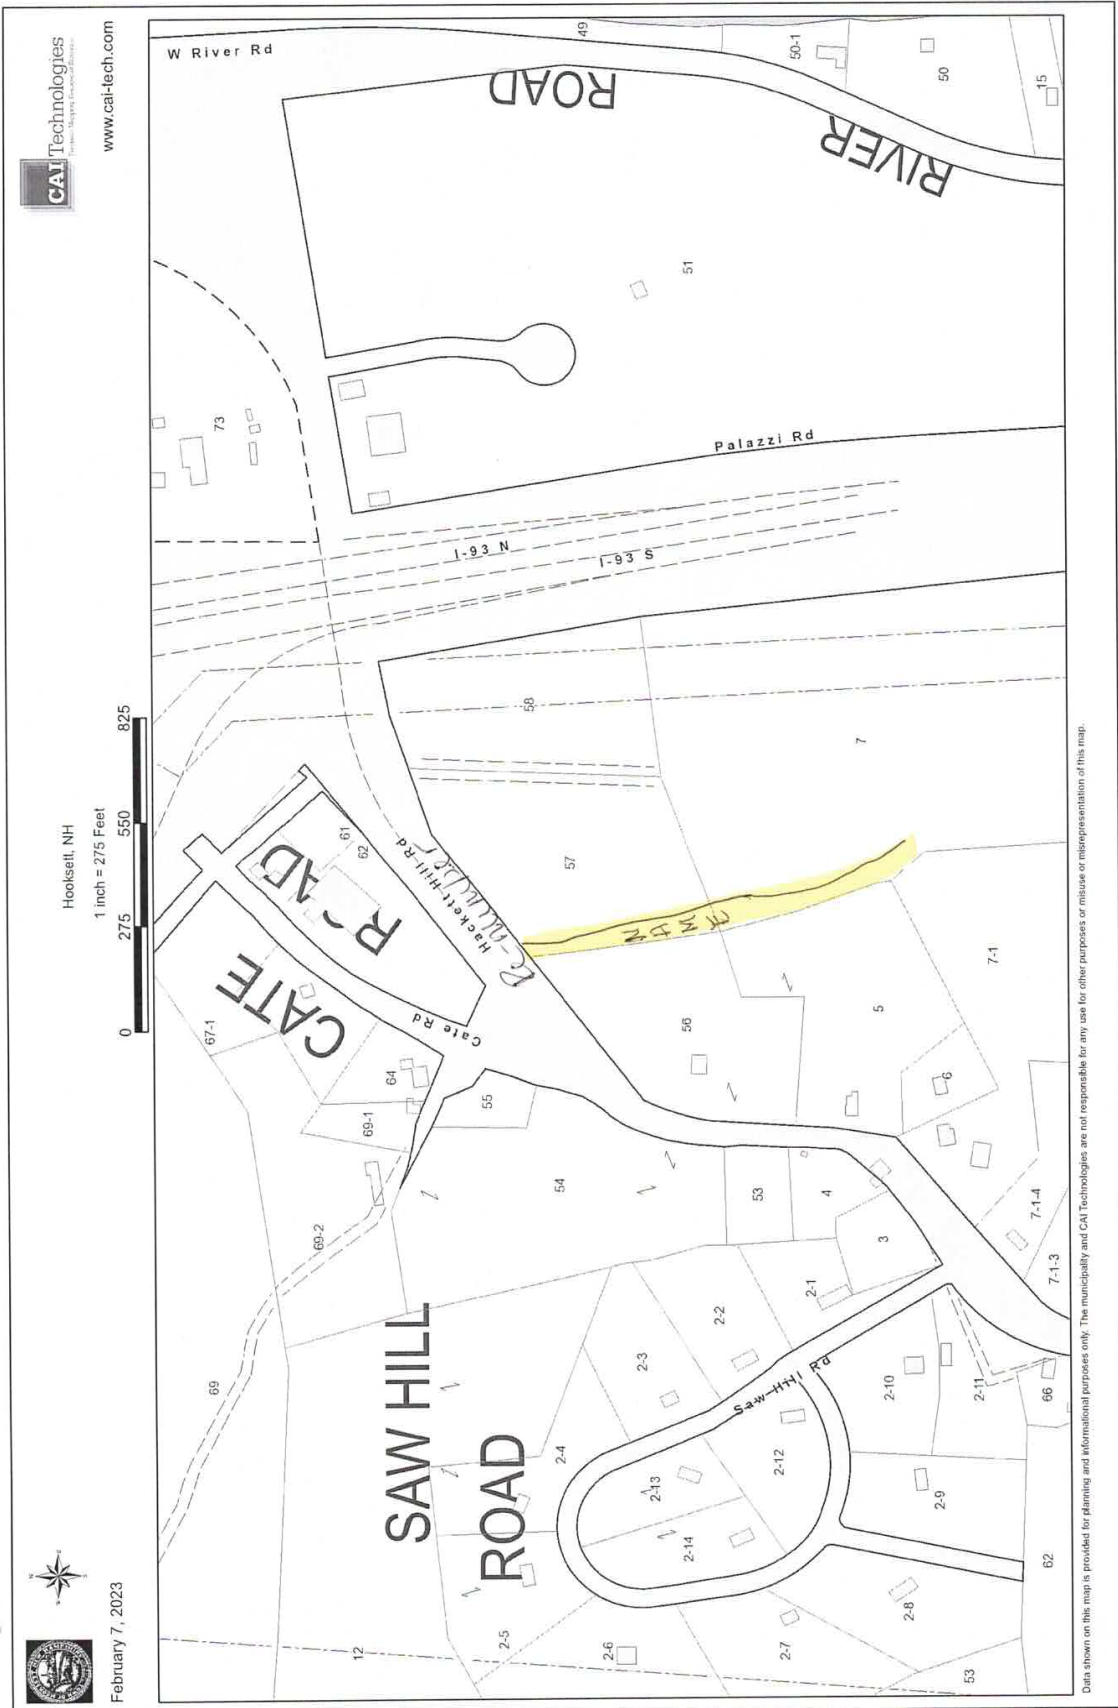 February 7, 2023
Hooksett, NH
1 inch = 275 Feet
0 275 550 825
CAI Technologies
www.cai-tech.com
W River Rd
49
50-1
50
15
ROAD
RIVER
51
73
Palazzi Rd
I-93 N
I-93 S
58
7
57
61
62
ROAD
CATE
Hackett Hill Rd
Re-number
NEW
Cate Rd
67-1
64
69-1
55
56
5
7-1
6
69-2
54
53
4
3
7-1-4
7-1-3
69
SAW HILL
ROAD
2-1
2-2
2-3
2-4
Saw Hill Rd
2-10
2-11
66
2-13
2-12
2-14
2-9
62
12
2-5
2-6
2-7
2-8
53
Data shown on this map is provided for planning and informational purposes only. The municipality and CAI Technologies are not responsible for any use for other purposes or misuse or misrepresentation of this map.